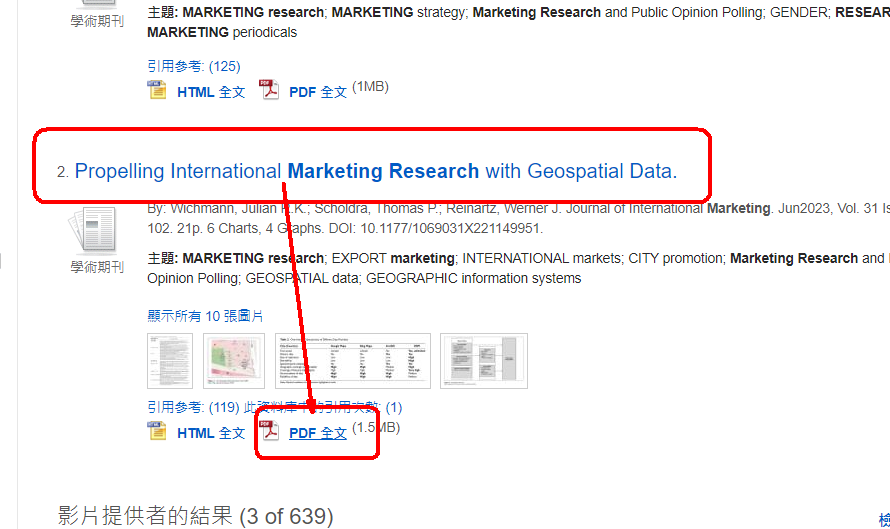 學術期刊
主題: MARKETING research; MARKETING strategy; Marketing Research and Public Opinion Polling; GENDER; RESEAR
MARKETING periodicals
引用參考: (125)
HTML 全文 PDF 全文 (1MB)
2. Propelling International Marketing Research with Geospatial Data.
By: Wichmann, Julian R.K.; Scholdra, Thomas P.; Reinartz, Werner J. Journal of International Marketing. Jun2023, Vol. 31 Is
102. 21p. 6 Charts, 4 Graphs. DOI: 10.1177/1069031X221149951.
學術期刊
主題: MARKETING research; EXPORT marketing; INTERNATIONAL markets; CITY promotion; Marketing Research and
Opinion Polling; GEOSPATIAL data; GEOGRAPHIC information systems
顯示所有 10 張圖片
引用參考: (119) 此資料庫中的引用次數: (1)
HTML 全文 PDF 全文 (1.5MB)
影片提供者的結果 (3 of 639)
檢